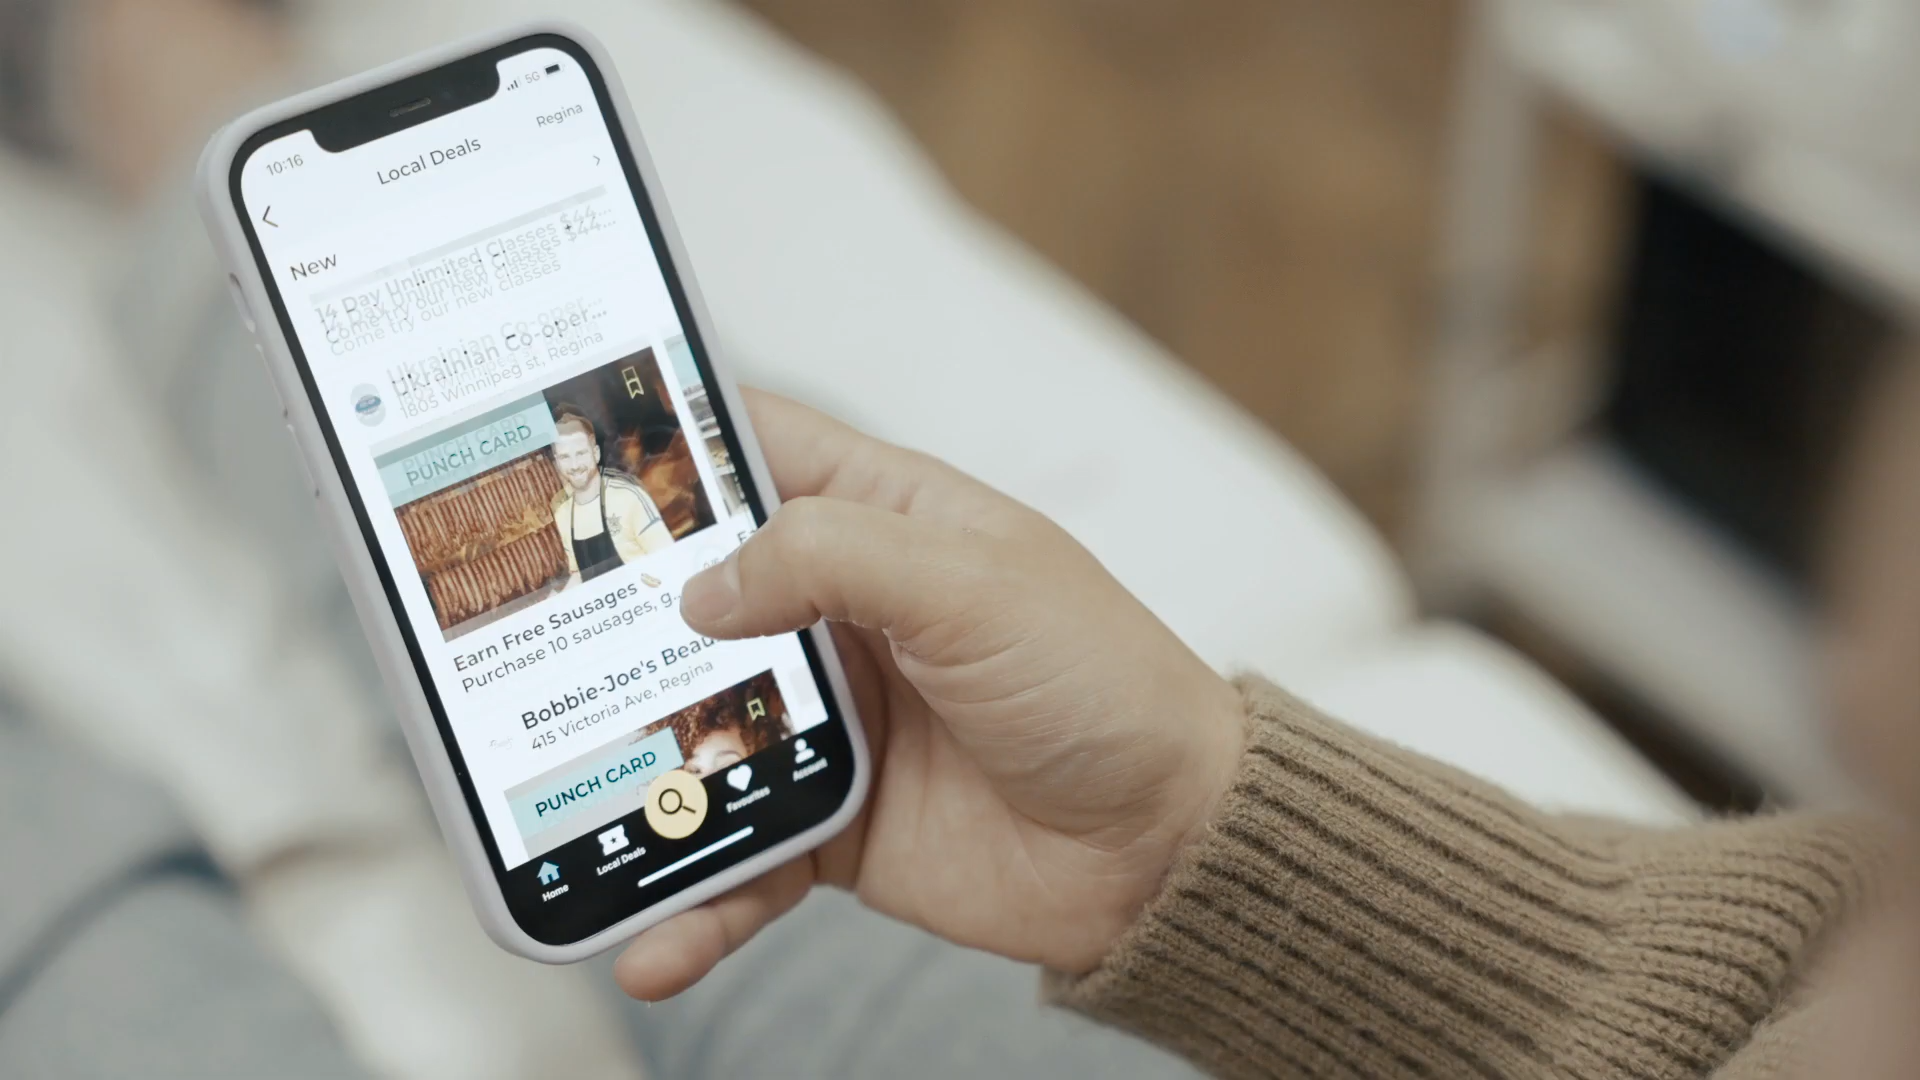 10:16
5G
Regina
Local Deals
New
14 Day Unlimited Classes $44...
Come try our new classes
Ukrainian Co-oper...
1805 Winnipeg st, Regina
PUNCH CARD
Earn Free Sausages
Purchase 10 sausages, g...
Bobbie-Joe's Beau
415 Victoria Ave, Regina
PUNCH CARD
Home
Local Deals
Favourites
Account